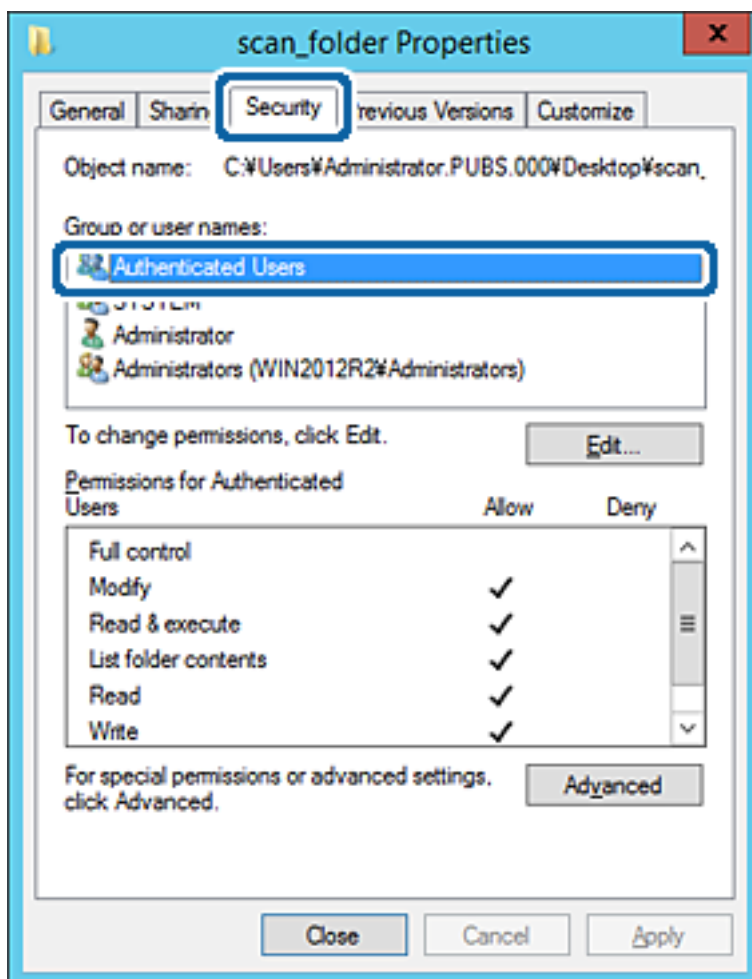 scan_folder Properties
General Sharin Security revious Versions Customize
Object name: C:¥Users¥Administrator.PUBS.000¥Desktop¥scan_
Group or user names:
Authenticated Users
SYSTEM
Administrator
Administrators (WIN2012R2¥Administrators)
To change permissions, click Edit.
Edit...
Permissions for Authenticated
Users Allow Deny
Full control
Modify
Read & execute
List folder contents
Read
Write
For special permissions or advanced settings,
click Advanced.
Advanced
Close Cancel Apply